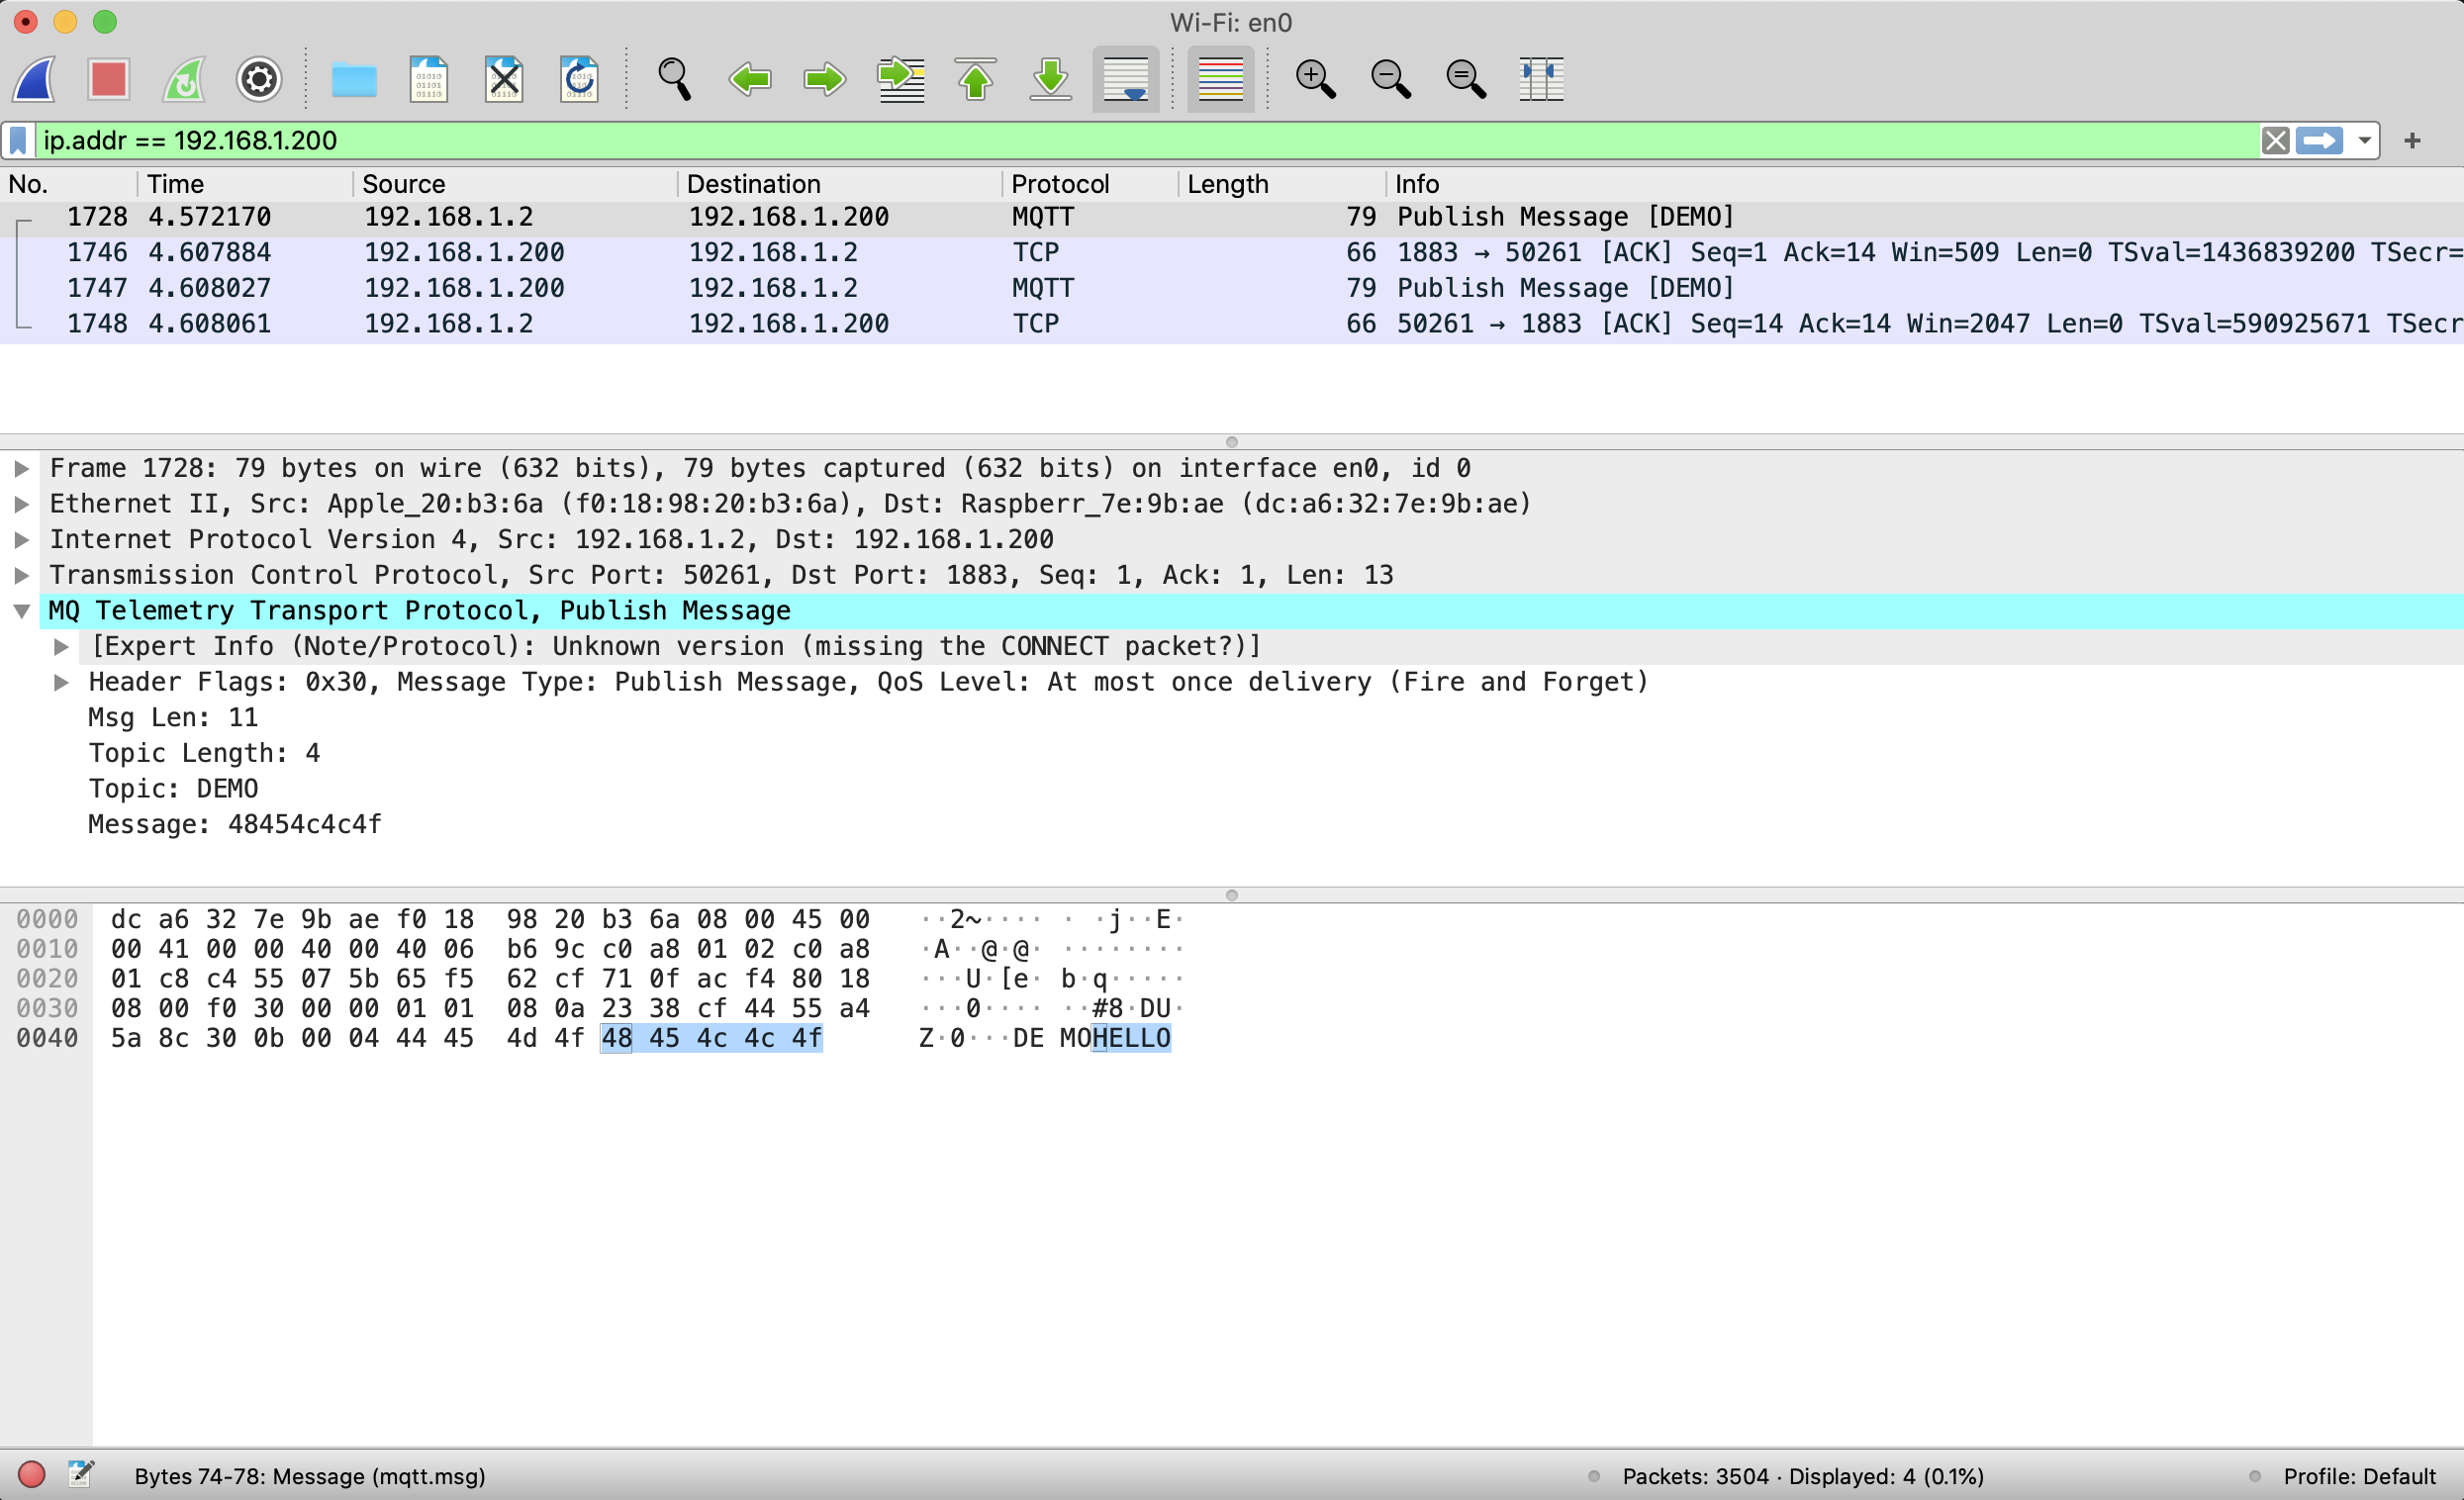 Wi-Fi: en0
ip.addr == 192.168.1.200
No. Time Source Destination Protocol Length Info
1728 4.572170 192.168.1.2 192.168.1.200 MQTT 79 Publish Message [DEMO]
1746 4.607884 192.168.1.200 192.168.1.2 TCP 66 1883 → 50261 [ACK] Seq=1 Ack=14 Win=509 Len=0 TSval=1436839200 TSecr=
1747 4.608027 192.168.1.200 192.168.1.2 MQTT 79 Publish Message [DEMO]
1748 4.608061 192.168.1.2 192.168.1.200 TCP 66 50261 → 1883 [ACK] Seq=14 Ack=14 Win=2047 Len=0 TSval=590925671 TSecr
Frame 1728: 79 bytes on wire (632 bits), 79 bytes captured (632 bits) on interface en0, id 0
Ethernet II, Src: Apple_20:b3:6a (f0:18:98:20:b3:6a), Dst: Raspberr_7e:9b:ae (dc:a6:32:7e:9b:ae)
Internet Protocol Version 4, Src: 192.168.1.2, Dst: 192.168.1.200
Transmission Control Protocol, Src Port: 50261, Dst Port: 1883, Seq: 1, Ack: 1, Len: 13
MQ Telemetry Transport Protocol, Publish Message
[Expert Info (Note/Protocol): Unknown version (missing the CONNECT packet?)]
Header Flags: 0x30, Message Type: Publish Message, QoS Level: At most once delivery (Fire and Forget)
Msg Len: 11
Topic Length: 4
Topic: DEMO
Message: 48454c4c4f
0000 dc a6 32 7e 9b ae f0 18 98 20 b3 6a 08 00 45 00 ··2~···· · ·j··E·
0010 00 41 00 00 40 00 40 06 b6 9c c0 a8 01 02 c0 a8 ·A··@·@· ········
0020 01 c8 c4 55 07 5b 65 f5 62 cf 71 0f ac f4 80 18 ···U·[e· b·q·····
0030 08 00 f0 30 00 00 01 01 08 0a 23 38 cf 44 55 a4 ···0···· ··#8·DU·
0040 5a 8c 30 0b 00 04 44 45 4d 4f 48 45 4c 4c 4f Z·0···DE MOHELLO
Bytes 74-78: Message (mqtt.msg) Packets: 3504 · Displayed: 4 (0.1%) Profile: Default